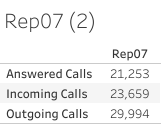 Rep07 (2)
Rep07
Answered Calls 21,253
Incoming Calls 23,659
Outgoing Calls 29,994